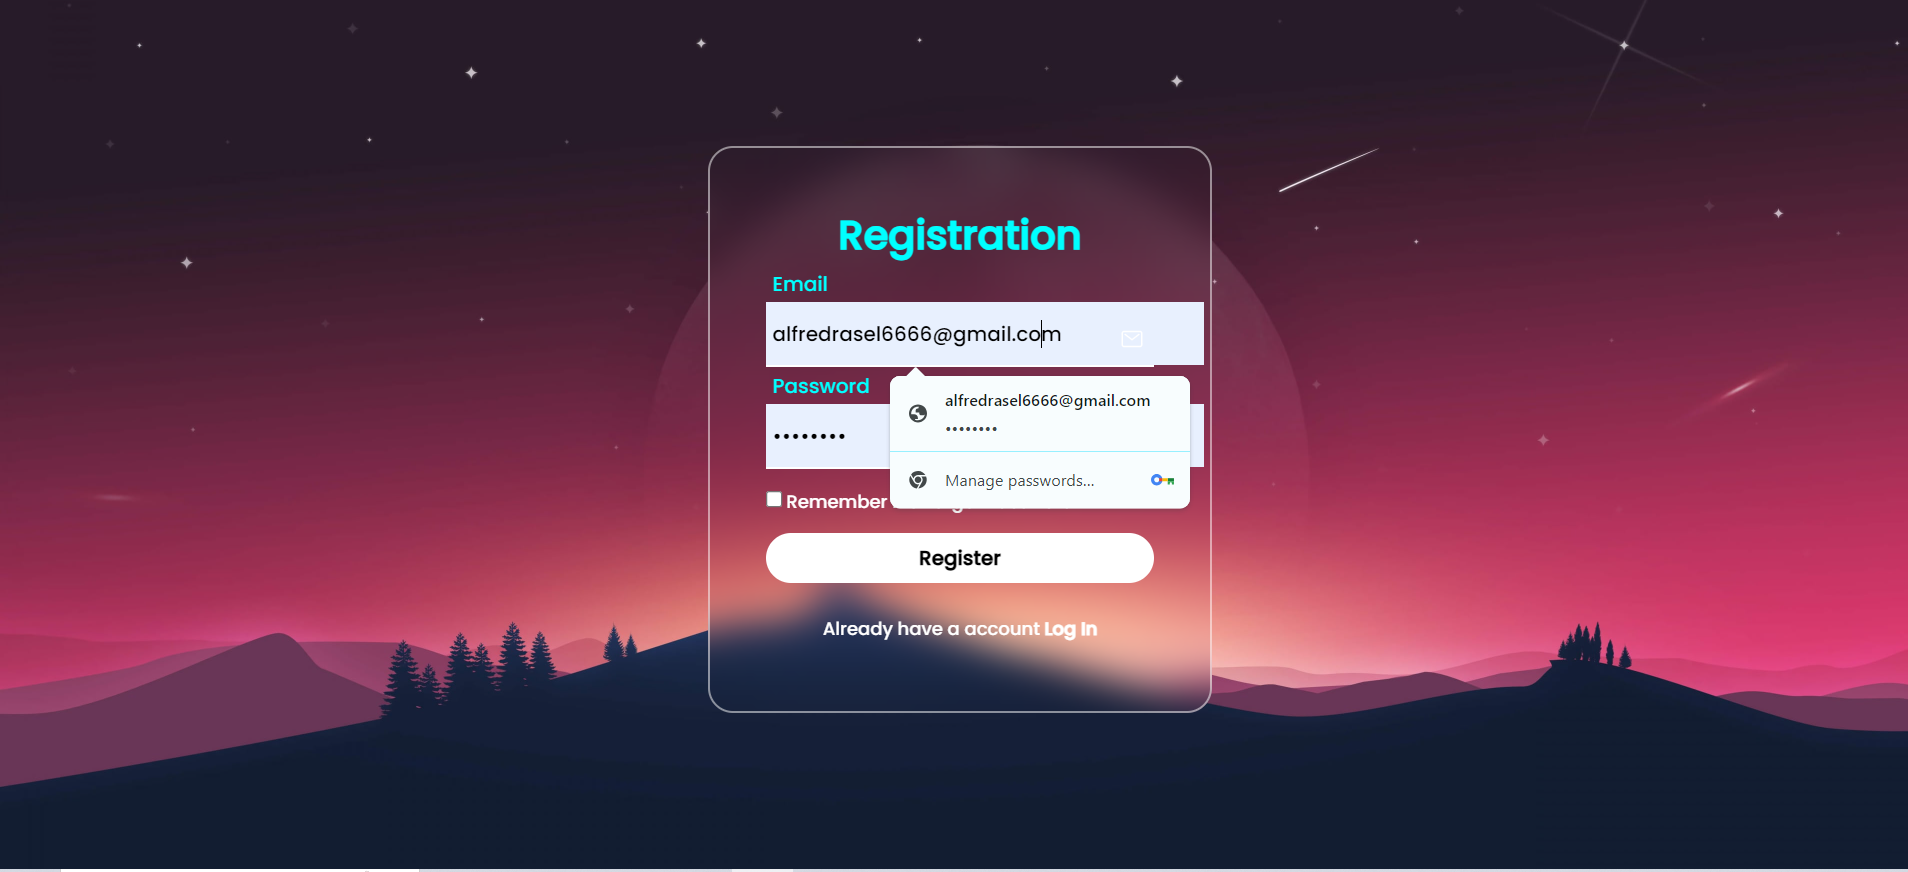 Registration
Email
alfredrasel6666@gmail.com
Password
••••••••
alfredrasel6666@gmail.com
••••••••
Manage passwords...
Remember
Register
Already have a account Log In